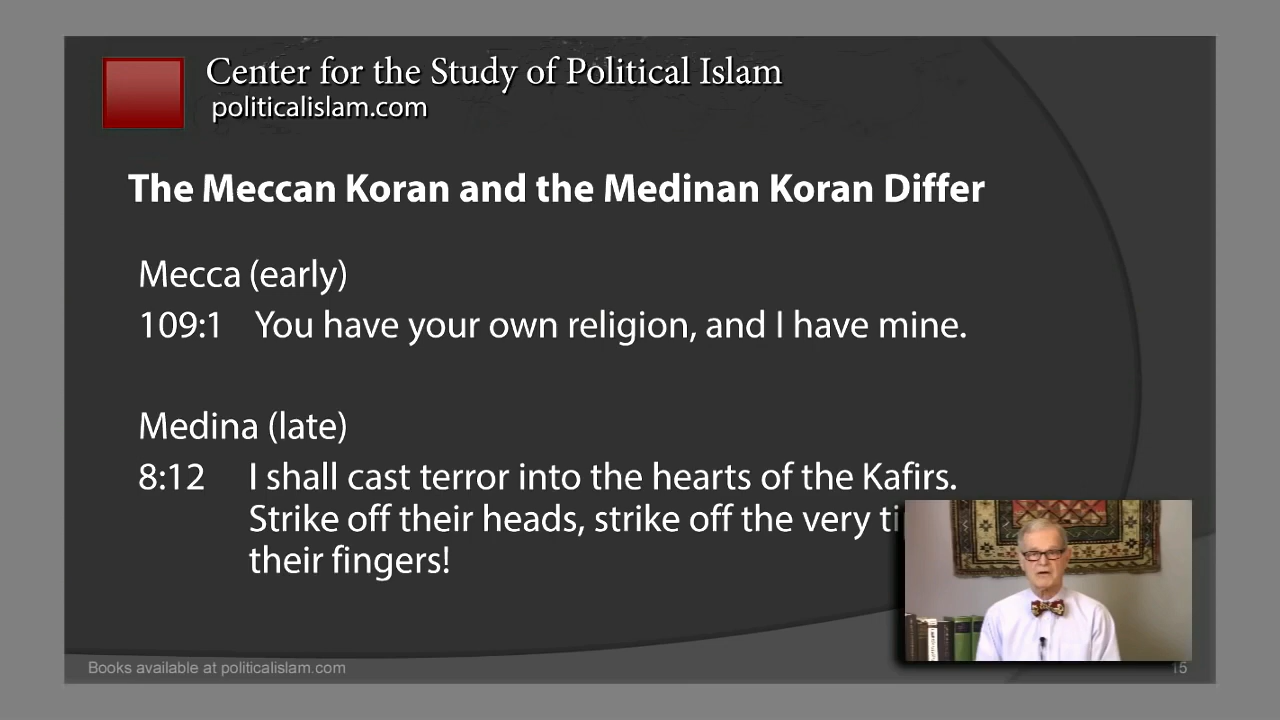 Center for the Study of Political Islam
politicalislam.com
The Meccan Koran and the Medinan Koran Differ
Mecca (early)
109:1 You have your own religion, and I have mine.
Medina (late)
8:12 I shall cast terror into the hearts of the Kafirs.
Strike off their heads, strike off the very
their fingers!
Books available at politicalislam.com
15